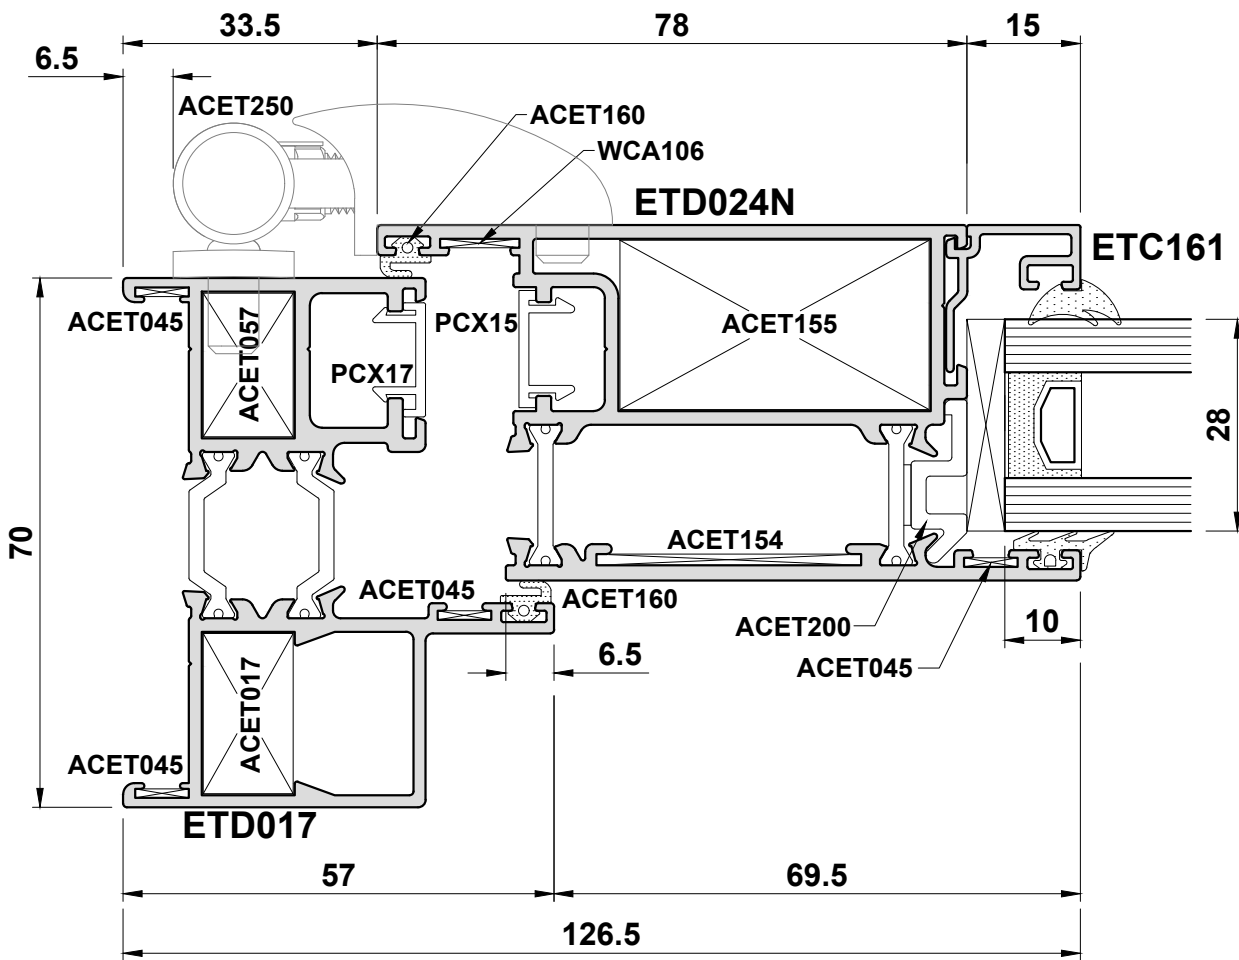 33.5
78
15
6.5
ACET250
ACET160
WCA106
ETD024N
ETC161
ACET045
ACET057
PCX15
PCX17
ACET155
28
70
ACET154
ACET045
ACET160
ACET200
10
6.5
ACET045
ACET017
ACET045
ETD017
57
69.5
126.5